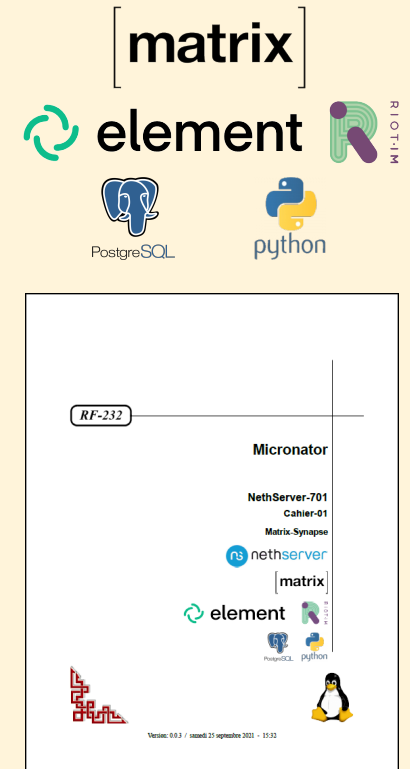 [matrix]
element
RIOT·IM
PostgreSQL
python
RF-232
Micronator
NethServer-701
Cahier-01
Matrix-Synapse
ns nethserver
[matrix]
element
RIOT·IM
PostgreSQL
python
Version: 0.0.3 / samedi 25 septembre 2021 - 15:32